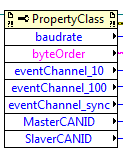 PropertyClass
baudrate
byteOrder
eventChannel_10
eventChannel_100
eventChannel_sync
MasterCANID
SlaverCANID